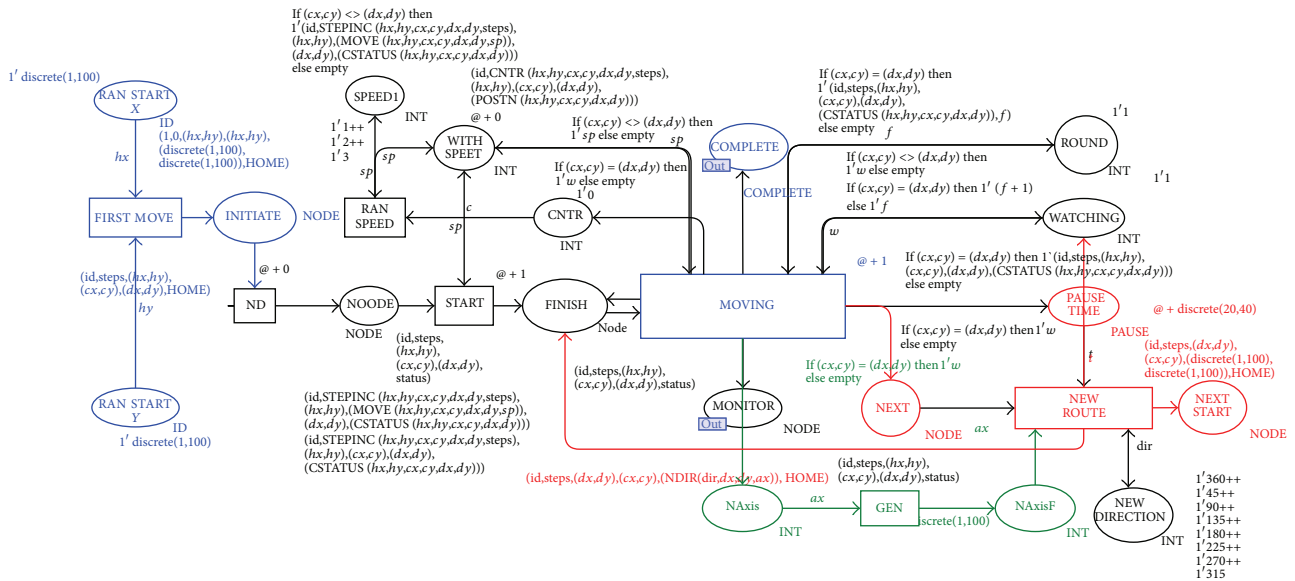 If (cx,cy) <> (dx,dy) then
1′(id,STEPINC (hx,hy,cx,cy,dx,dy,steps),
(hx,hy),(MOVE (hx,hy,cx,cy,dx,dy,sp)),
(dx,dy),(CSTATUS (hx,hy,cx,cy,dx,dy)))
else empty
1′ discrete(1,100)
RAN START
X
ID
(1,0,(hx,hy)(hx,hy),
(discrete(1,100),
discrete(1,100)),HOME)
hx
FIRST MOVE
INITIATE
NODE
(id,steps,(hx,hy),
(cx,cy),(dx,dy),HOME)
hy
RAN START
Y
ID
1′ discrete(1,100)
@ + 0
ND
NOODE
NODE
SPEED1
INT
1′1++
1′2++
1′3
sp
sp
RAN
SPEED
(id,CNTR (hx,hy,cx,cy,dx,dy,steps),
(hx,hy),(cx,cy),(dx,dy),
(POSTN (hx,hy,cx,cy,dx,dy)))
@ + 0
WITH
SPEET
INT
If (cx,cy) <> (dx,dy) then
1′sp else empty
sp
If (cx,cy) = (dx,dy) then
1′w else empty
1′0
c
sp
CNTR
INT
@ + 1
START
FINISH
Node
(id,steps,
(hx,hy),
(cx,cy),(dx,dy),
status)
(id,STEPINC (hx,hy,cx,cy,dx,dy,steps),
(hx,hy),(MOVE (hx,hy,cx,cy,dx,dy,sp)),
(dx,dy),(CSTATUS (hx,hy,cx,cy,dx,dy)))
(id,STEPINC (hx,hy,cx,cy,dx,dy,steps),
(hx,hy),(cx,cy),(dx,dy),
(CSTATUS (hx,hy,cx,cy,dx,dy)))
COMPLETE
Out
COMPLETE
If (cx,cy) = (dx,dy) then
1′ (id,steps,(hx,hy),
(cx,cy),(dx,dy),
(CSTATUS (hx,hy,cx,cy,dx,dy)),f)
else empty
f
1′1
ROUND
INT
1′1
If (cx,cy) <> (dx,dy) then
1′w else empty
If (cx,cy) = (dx,dy) then 1′ (f + 1)
else 1′f
w
WATCHING
INT
@ + 1
MOVING
If (cx,cy) = (dx,dy) then 1`(id,steps,(hx,hy),
(cx,cy),(dx,dy),(CSTATUS (hx,hy,cx,cy,dx,dy)))
else empty
PAUSE
TIME
@ + discrete(20,40)
PAUSE
If (cx,cy) = (dx,dy) then 1′w
else empty
t
(id,steps,(dx,dy),
(cx,cy),(discrete(1,100),
discrete(1,100)),HOME)
If (cx,cy) = (dx,dy) then 1′w
else empty
(id,steps,(hx,hy),
(cx,cy),(dx,dy),status)
MONITOR
Out
NODE
NEXT
NODE
ax
NEW
ROUTE
NEXT
START
NODE
dir
(id,steps,(dx,dy),(cx,cy),(NDIR(dir,dx,dy,ax)), HOME)
(id,steps,(hx,hy),
(cx,cy),(dx,dy),status)
NAxis
INT
ax
GEN
discrete(1,100)
NAxisF
INT
NEW
DIRECTION
INT
1′360++
1′45++
1′90++
1′135++
1′180++
1′225++
1′270++
1′315